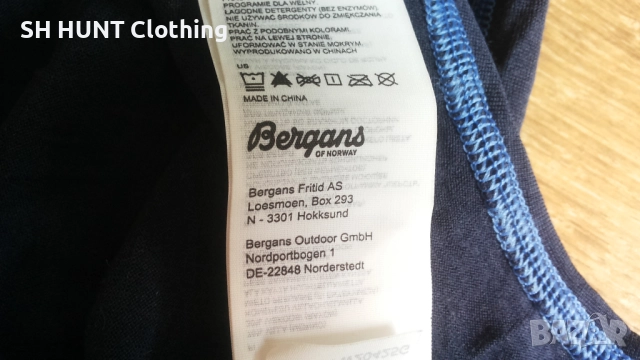 SH HUNT Clothing
PROGRAMIE DLA WEŁNY.
ŁAGODNE DETERGENTY (BEZ ENZYMÓW).
NIE UŻYWAĆ ŚRODKÓW DO ZMIĘKCZANIA
TKANIN.
PRAĆ Z PODOBNYMI KOLORAMI.
PRAĆ NA LEWEJ STRONIE.
UFORMOWAĆ W STANIE MOKRYM.
WYPRODUKOWANO W CHINACH
US
MADE IN CHINA
Bergans
OF NORWAY
Bergans Fritid AS
Loesmoen, Box 293
N - 3301 Hokksund
Bergans Outdoor GmbH
Nordportbogen 1
DE-22848 Norderstedt
BAZAR